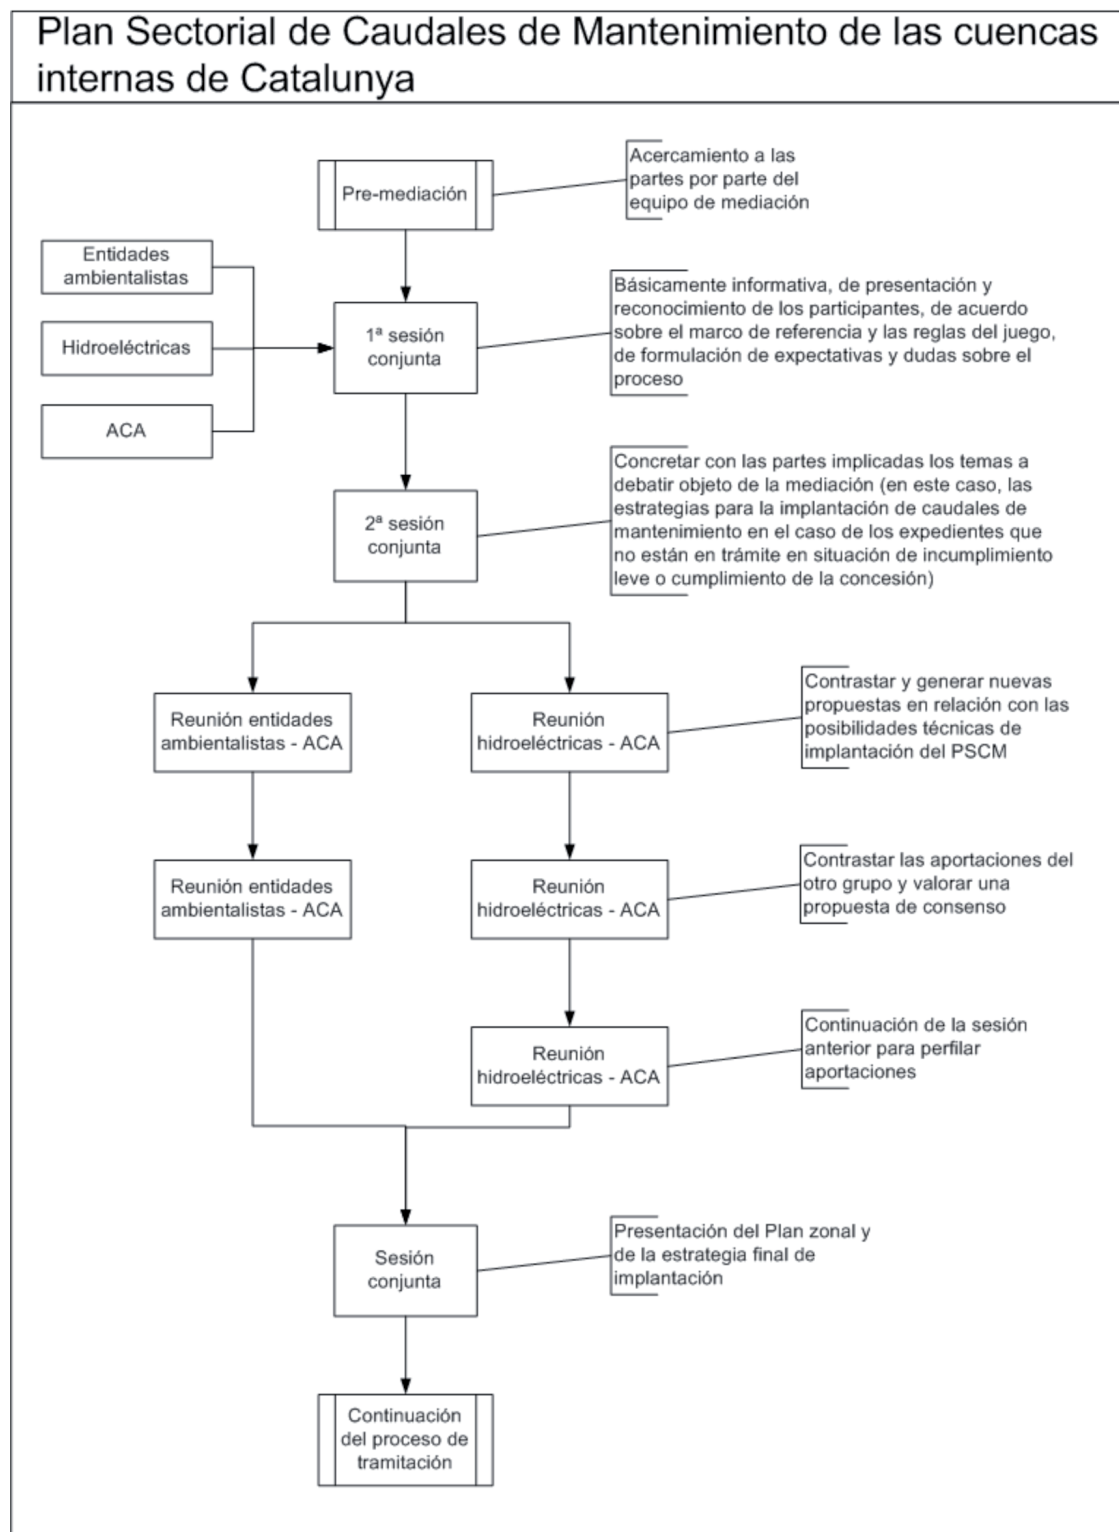 Plan Sectorial de Caudales de Mantenimiento de las cuencas
internas de Catalunya
Pre-mediación
Acercamiento a las
partes por parte del
equipo de mediación
Entidades
ambientalistas
Hidroeléctricas
ACA
1ª sesión
conjunta
Básicamente informativa, de presentación y
reconocimiento de los participantes, de acuerdo
sobre el marco de referencia y las reglas del juego,
de formulación de expectativas y dudas sobre el
proceso
2ª sesión
conjunta
Concretar con las partes implicadas los temas a
debatir objeto de la mediación (en este caso, las
estrategias para la implantación de caudales de
mantenimiento en el caso de los expedientes que
no están en trámite en situación de incumplimiento
leve o cumplimiento de la concesión)
Reunión entidades
ambientalistas - ACA
Reunión
hidroeléctricas - ACA
Contrastar y generar nuevas
propuestas en relación con las
posibilidades técnicas de
implantación del PSCM
Reunión entidades
ambientalistas - ACA
Reunión
hidroeléctricas - ACA
Contrastar las aportaciones del
otro grupo y valorar una
propuesta de consenso
Reunión
hidroeléctricas - ACA
Continuación de la sesión
anterior para perfilar
aportaciones
Sesión
conjunta
Presentación del Plan zonal y
de la estrategia final de
implantación
Continuación
del proceso de
tramitación